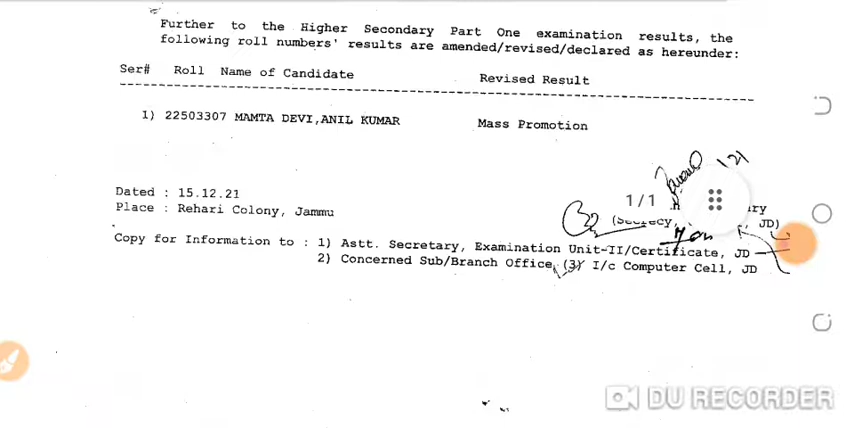 Further to the Higher Secondary Part One examination results, the
following roll numbers' results are amended/revised/declared as hereunder:
Ser# Roll Name of Candidate Revised Result
1) 22503307 MAMTA DEVI,ANIL KUMAR Mass Promotion
Dated : 15.12.21
Place : Rehari Colony, Jammu
1/1
JD)
Copy for Information to : 1) Astt. Secretary, Examination Unit-II/Certificate, JD
2) Concerned Sub/Branch Office, (3) I/c Computer Cell, JD
DU RECORDER